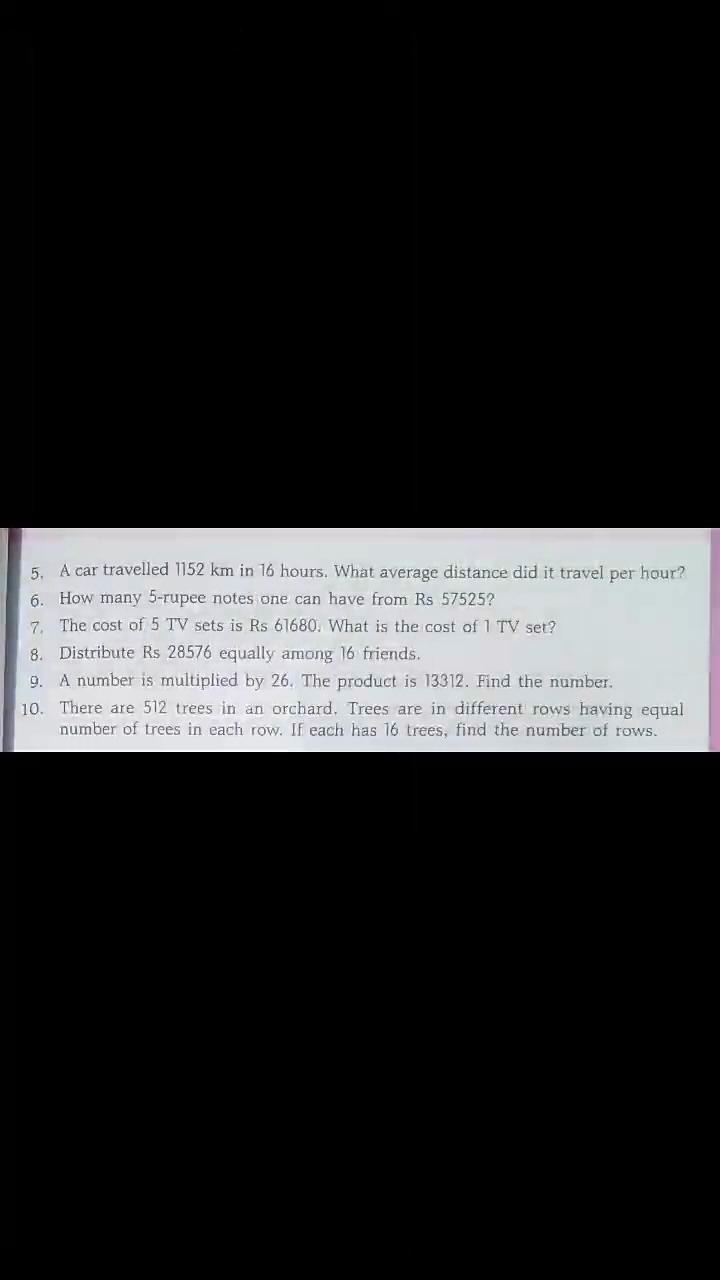 5. A car travelled 1152 km in 16 hours. What average distance did it travel per hour?
6. How many 5-rupee notes one can have from Rs 57525?
7. The cost of 5 TV sets is Rs 61680. What is the cost of 1 TV set?
8. Distribute Rs 28576 equally among 16 friends.
9. A number is multiplied by 26. The product is 13312. Find the number.
10. There are 512 trees in an orchard. Trees are in different rows having equal
number of trees in each row. If each has 16 trees, find the number of rows.